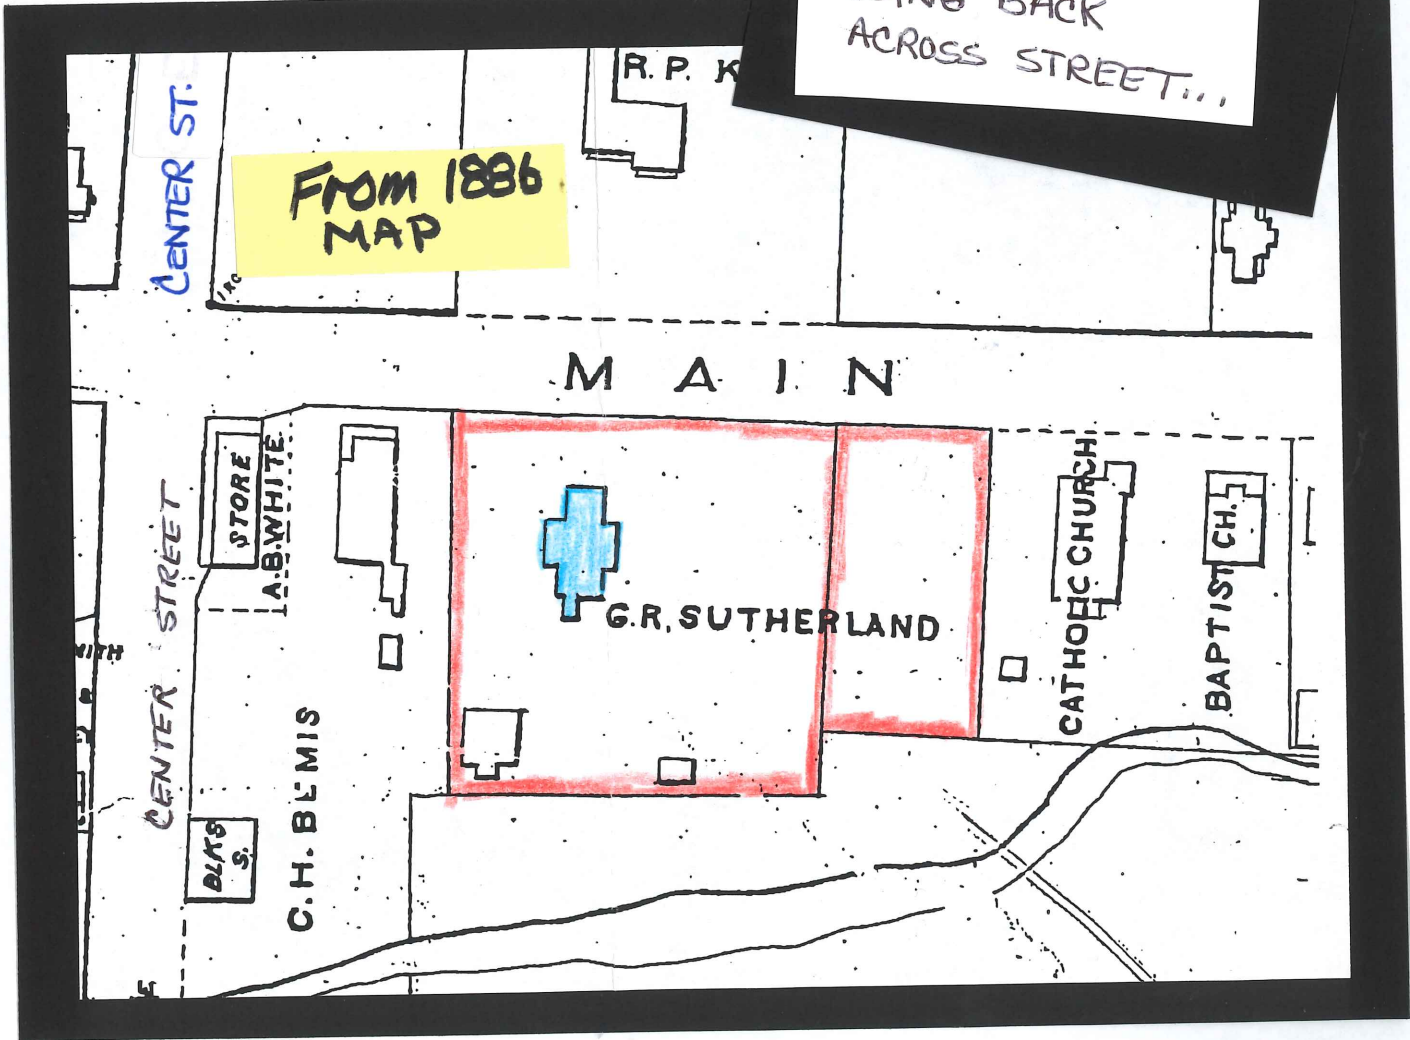 BACK
ACROSS STREET...
R. P. K
CENTER ST.
From 1886
MAP
MAIN
STORE
A.B.WHITE
CENTER STREET
G.R. SUTHERLAND
CATHOLIC CHURCH
BAPTIST CH.
C.H. BEMIS
BLKS
S.